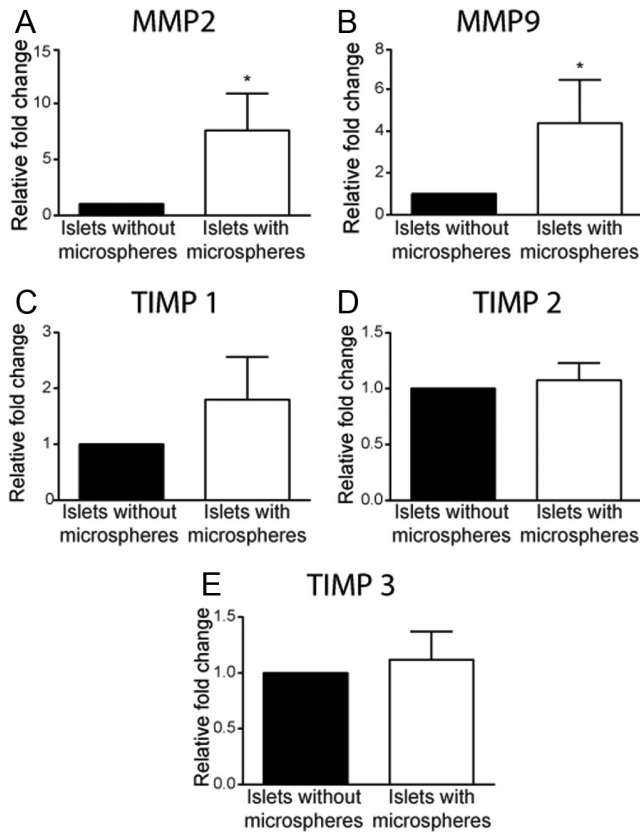 A
MMP2
Relative fold change
15
10
5
0
*
Islets without
microspheres
Islets with
microspheres
B
MMP9
Relative fold change
8
6
4
2
0
*
Islets without
microspheres
Islets with
microspheres
C
TIMP 1
Relative fold change
3
2
1
0
Islets without
microspheres
Islets with
microspheres
D
TIMP 2
Relative fold change
1.5
1.0
0.5
0.0
Islets without
microspheres
Islets with
microspheres
E
TIMP 3
Relative fold change
1.5
1.0
0.5
0.0
Islets without
microspheres
Islets with
microspheres